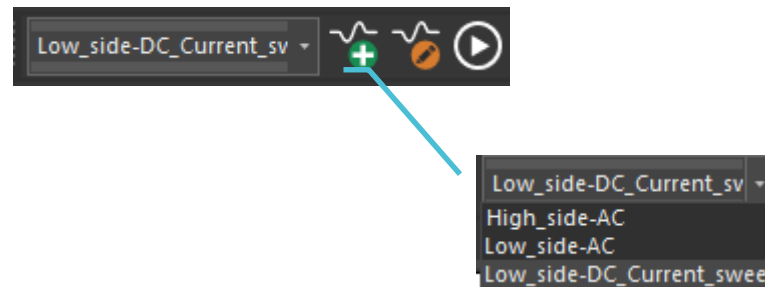 Low_side-DC_Current_sv
Low_side-DC_Current_sv
High_side-AC
Low_side-AC
Low_side-DC_Current_swee